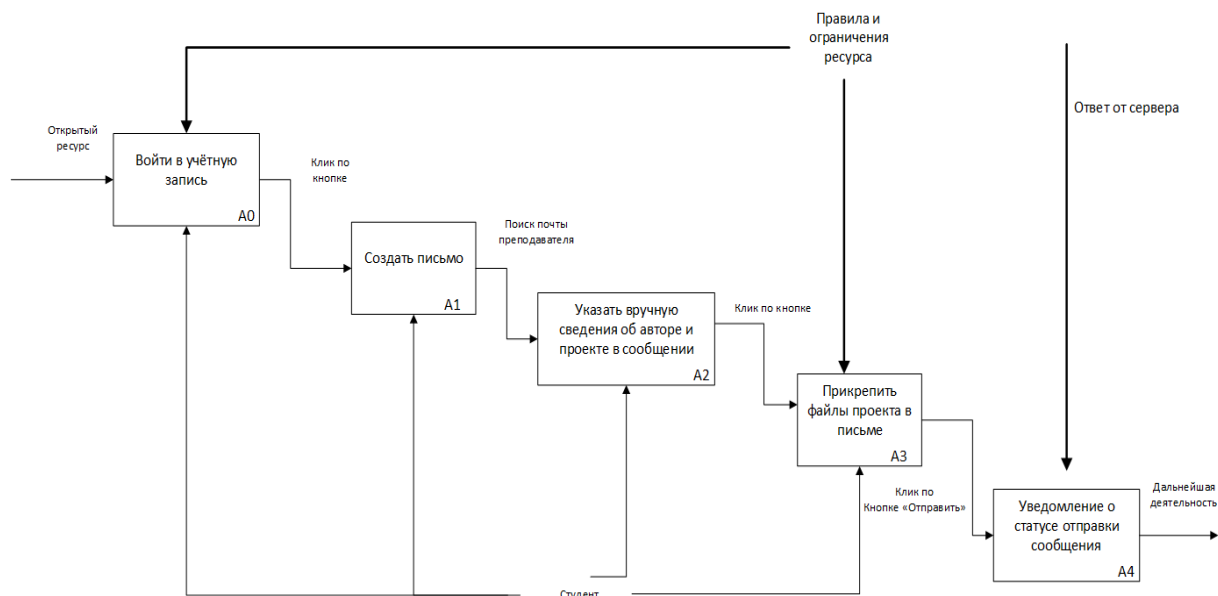 Правила и
ограничения
ресурса
Ответ от сервера
Открытый
ресурс
Войти в учётную
запись
A0
Клик по
кнопке
Создать письмо
A1
Поиск почты
преподавателя
Указать вручную
сведения об авторе и
проекте в сообщении
A2
Клик по кнопке
Прикрепить
файлы проекта в
письме
A3
Клик по
Кнопке «Отправить»
Уведомление о
статусе отправки
сообщения
A4
Дальнейшая
деятельность
Студент